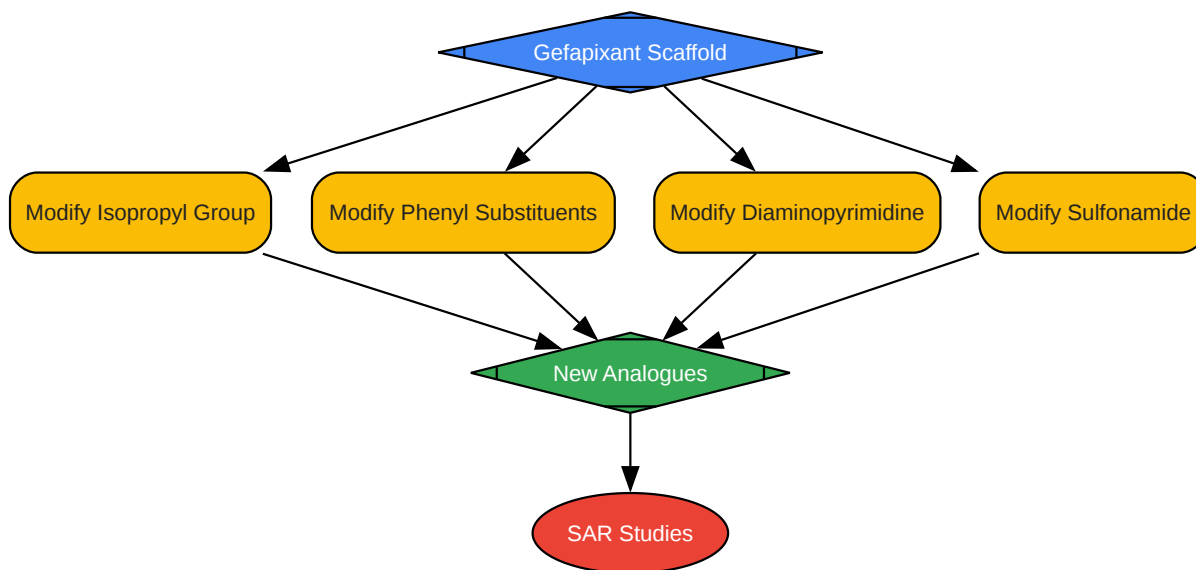 Gefapixant Scaffold
Modify Isopropyl Group
Modify Phenyl Substituents
Modify Diaminopyrimidine
Modify Sulfonamide
New Analogues
SAR Studies